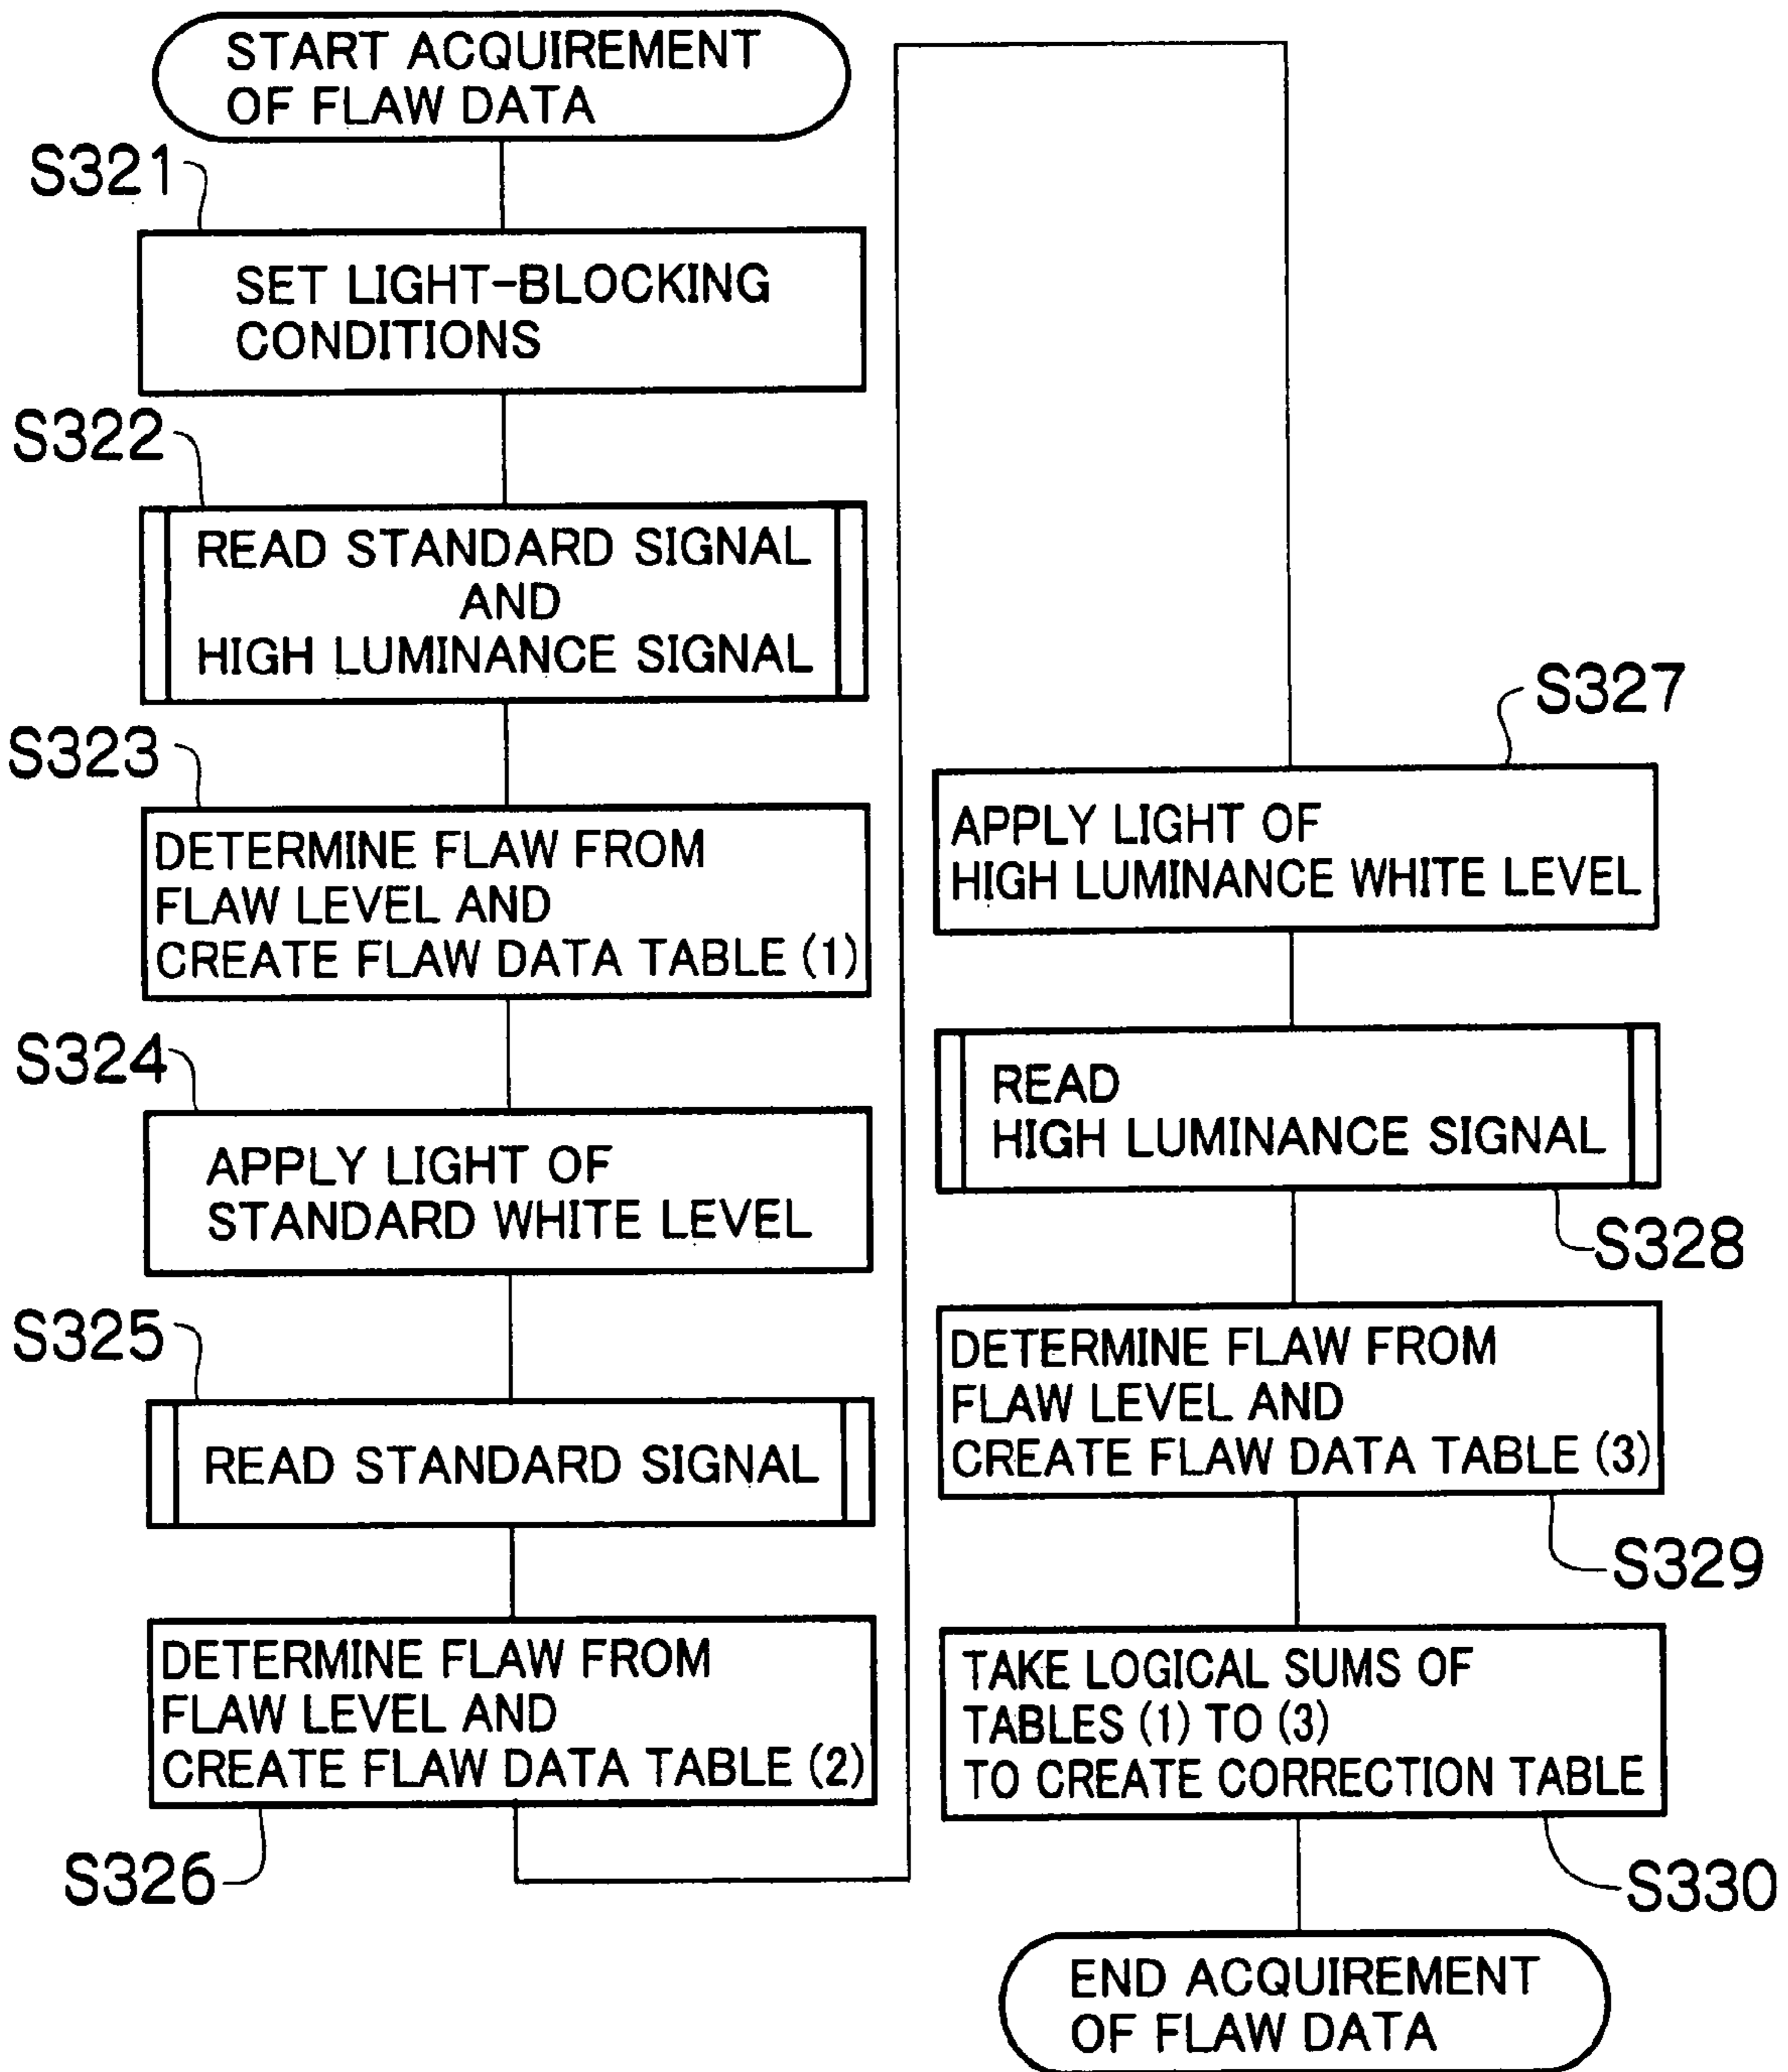 START ACQUIREMENT
OF FLAW DATA
S321
SET LIGHT-BLOCKING
CONDITIONS
S322
READ STANDARD SIGNAL
AND
HIGH LUMINANCE SIGNAL
S323
DETERMINE FLAW FROM
FLAW LEVEL AND
CREATE FLAW DATA TABLE (1)
S324
APPLY LIGHT OF
STANDARD WHITE LEVEL
S325
READ STANDARD SIGNAL
DETERMINE FLAW FROM
FLAW LEVEL AND
CREATE FLAW DATA TABLE (2)
S326
S327
APPLY LIGHT OF
HIGH LUMINANCE WHITE LEVEL
READ
HIGH LUMINANCE SIGNAL
S328
DETERMINE FLAW FROM
FLAW LEVEL AND
CREATE FLAW DATA TABLE (3)
S329
TAKE LOGICAL SUMS OF
TABLES (1) TO (3)
TO CREATE CORRECTION TABLE
S330
END ACQUIREMENT
OF FLAW DATA